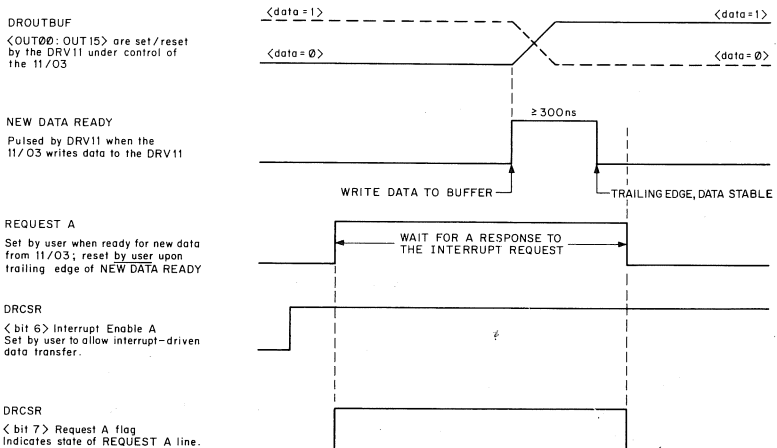 DROUTBUF
<OUTØØ: OUT 15> are set/reset
by the DRV11 under control of
the 11/03
<data = 1>
<data = 1>
<data = Ø>
<data = Ø>
NEW DATA READY
Pulsed by DRV11 when the
11/03 writes data to the DRV11
≥ 300ns
WRITE DATA TO BUFFER
TRAILING EDGE, DATA STABLE
REQUEST A
Set by user when ready for new data
from 11/03; reset by user upon
trailing edge of NEW DATA READY
WAIT FOR A RESPONSE TO
THE INTERRUPT REQUEST
DRCSR
< bit 6> Interrupt Enable A
Set by user to allow interrupt-driven
data transfer.
DRCSR
< bit 7> Request A flag
Indicates state of REQUEST A line.